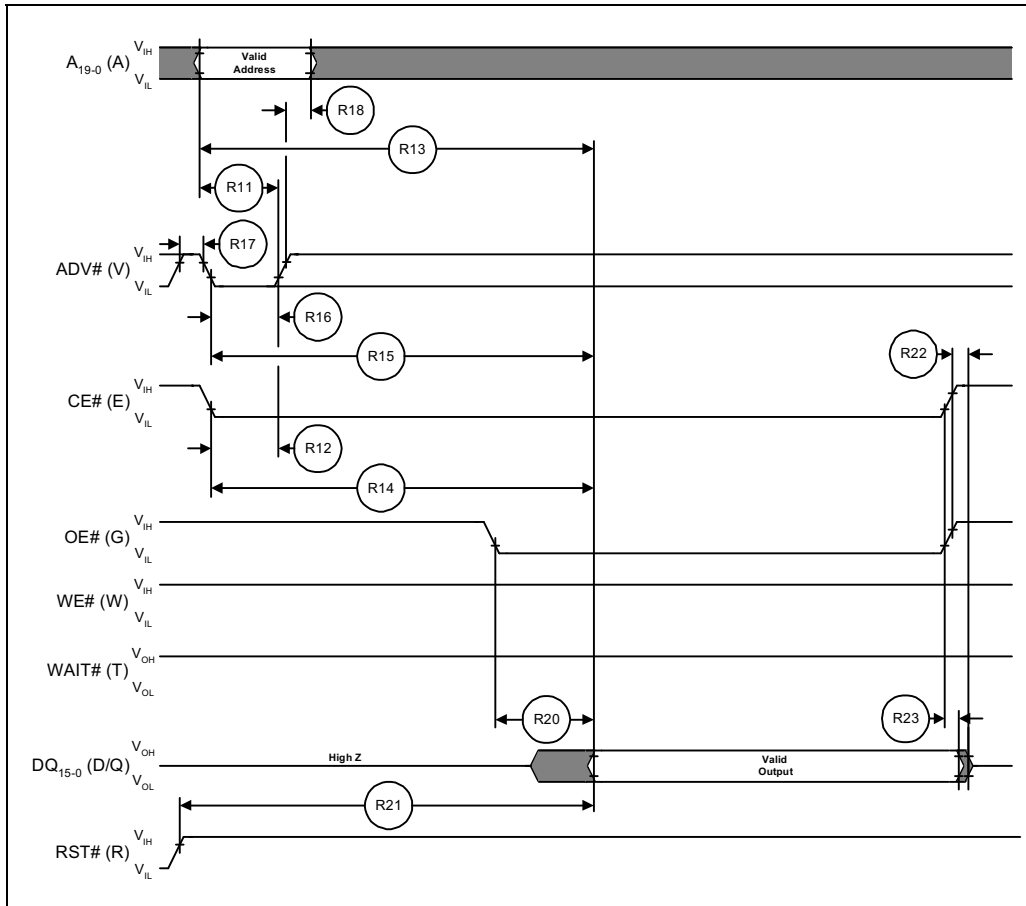 A19-0 (A)
VIH
VIL
Valid
Address
R18
R13
R11
ADV# (V)
VIH
VIL
R17
R16
R15
CE# (E)
VIH
VIL
R22
R12
R14
OE# (G)
VIH
VIL
WE# (W)
VIH
VIL
WAIT# (T)
VOH
VOL
R20
R23
DQ15-0 (D/Q)
VOH
VOL
High Z
Valid
Output
R21
RST# (R)
VIH
VIL